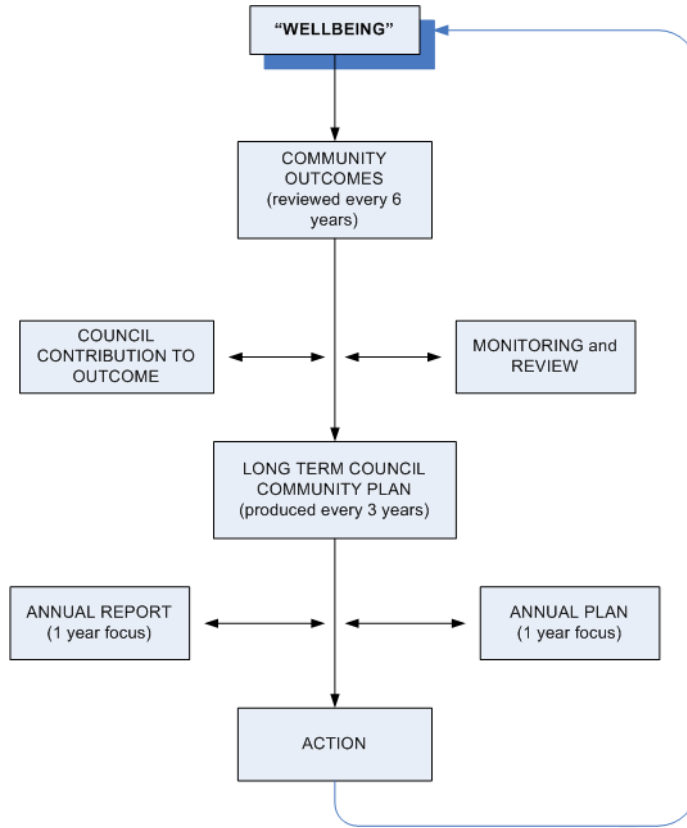 “WELLBEING”
COMMUNITY
OUTCOMES
(reviewed every 6
years)
COUNCIL
CONTRIBUTION TO
OUTCOME
MONITORING and
REVIEW
LONG TERM COUNCIL
COMMUNITY PLAN
(produced every 3 years)
ANNUAL REPORT
(1 year focus)
ANNUAL PLAN
(1 year focus)
ACTION